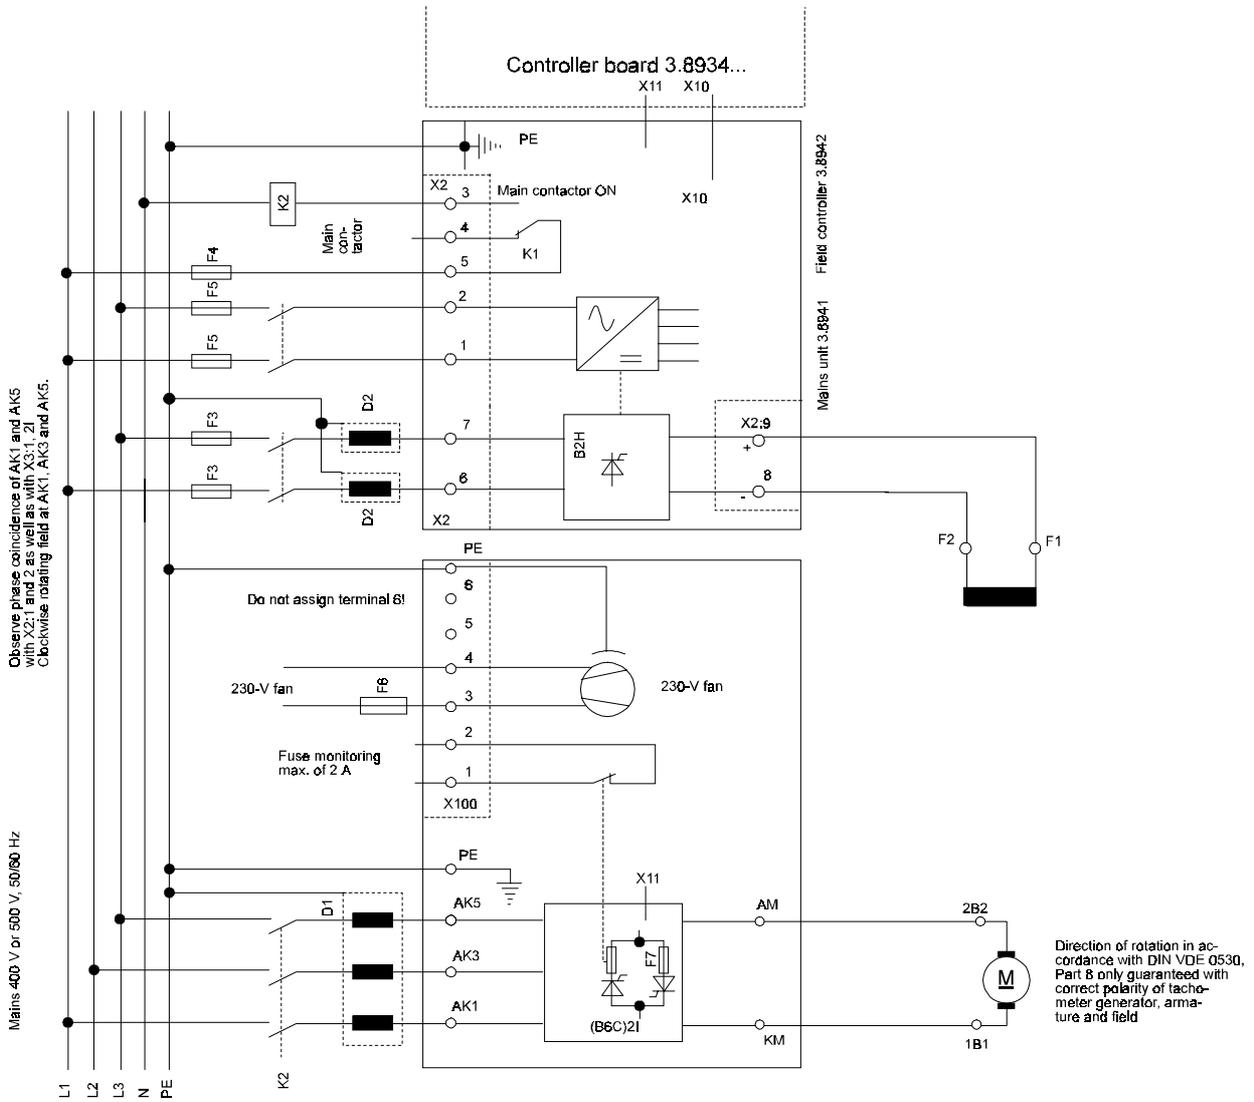 Controller board 3.8934...
X11
X10
PE
X2
3
Main contactor ON
X10
K2
Main
con-
tactor
4
K1
F4
5
F5
2
F5
1
Field controller 3.8942
Mains unit 3.8941
D2
F3
7
B2H
X2:9
+
F3
6
8
-
D2
X2
F2
F1
Observe phase coincidence of AK1 and AK5
with X2:1 and 2 as well as with X3:1, 2I
Clockwise rotating field at AK1, AK3 and AK5.
PE
6
Do not assign terminal 6!
5
4
230-V fan
F6
3
230-V fan
2
Fuse monitoring
max. of 2 A
1
X100
Mains 400 V or 500 V, 50/60 Hz
PE
X11
D1
AK5
AM
2B2
AK3
F7
M
Direction of rotation in ac-
cordance with DIN VDE 0530,
Part 8 only guaranteed with
correct polarity of tacho-
meter generator, arma-
ture and field
AK1
(B6C)2I
KM
1B1
L1
L2
L3
N
PE
K2